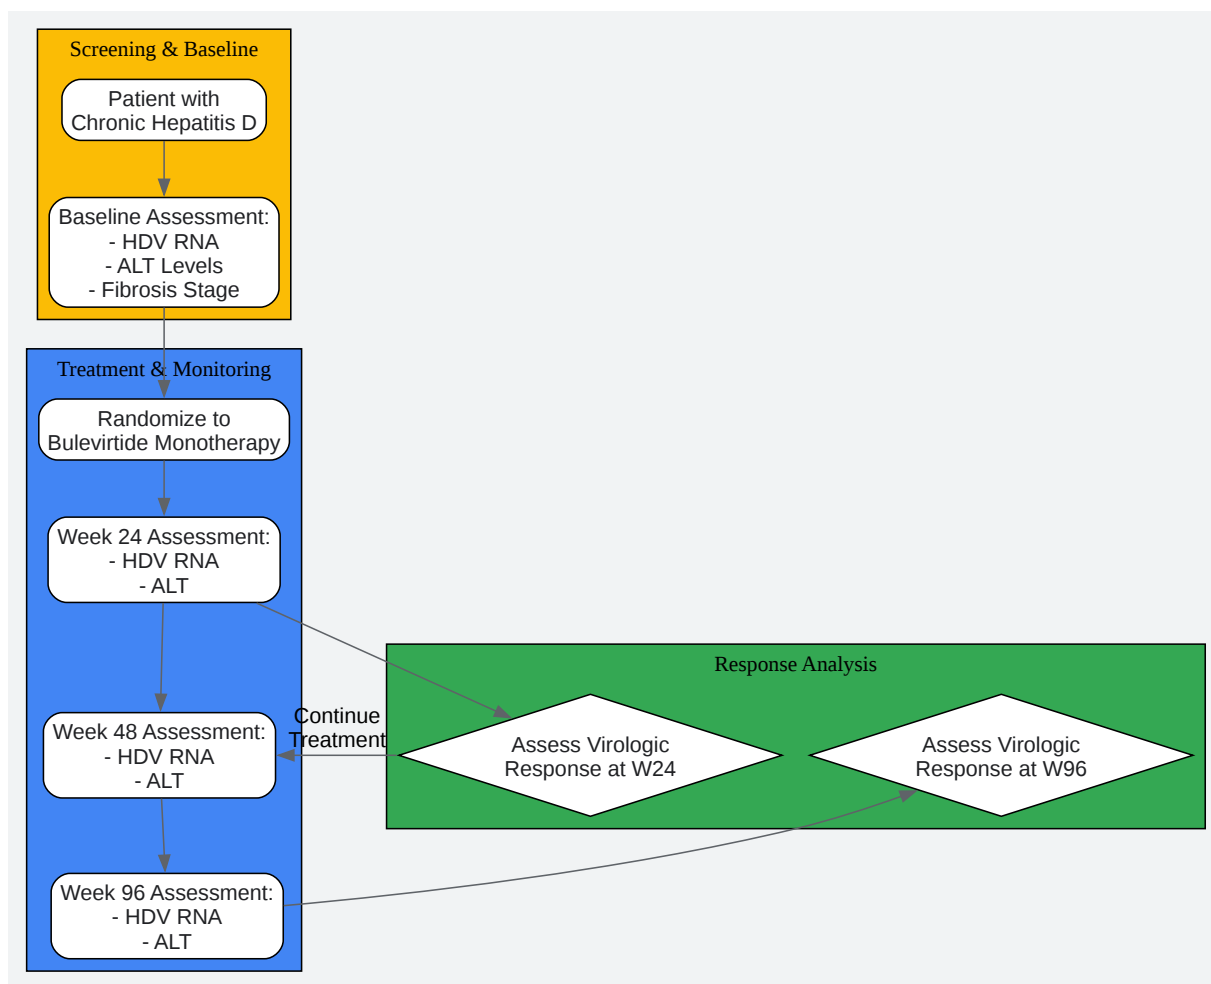 Screening & Baseline
Patient with
Chronic Hepatitis D
Baseline Assessment:
- HDV RNA
- ALT Levels
- Fibrosis Stage
Treatment & Monitoring
Randomize to
Bulevirtide Monotherapy
Week 24 Assessment:
- HDV RNA
- ALT
Week 48 Assessment:
- HDV RNA
- ALT
Week 96 Assessment:
- HDV RNA
- ALT
Continue
Treatment
Response Analysis
Assess Virologic
Response at W24
Assess Virologic
Response at W96